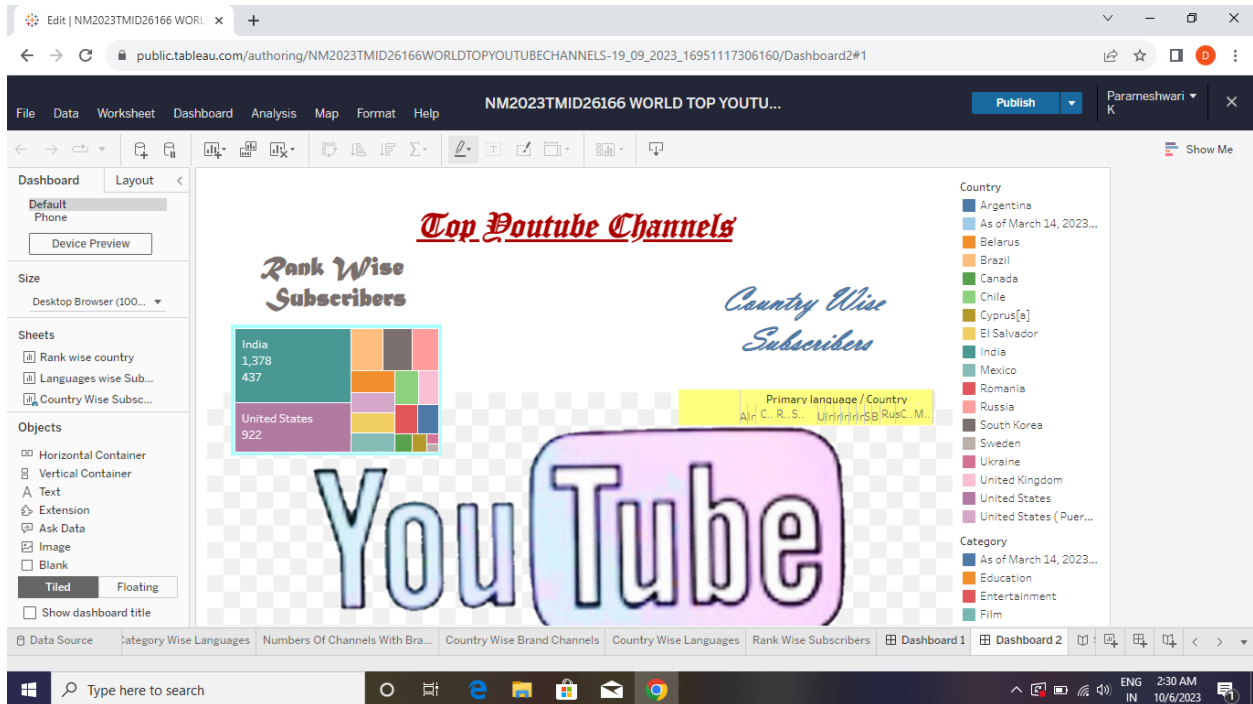 Edit | NM2023TMID26166 WORL
public.tableau.com/authoring/NM2023TMID26166WORLDTOPYOUTUBECHANNELS-19_09_2023_16951117306160/Dashboard2#1
D
NM2023TMID26166 WORLD TOP YOUTU...
Publish
Parameshwari
K
File Data Worksheet Dashboard Analysis Map Format Help
Show Me
Dashboard Layout
Default
Phone
Device Preview
Size
Desktop Browser (100...
Sheets
Rank wise country
Languages wise Sub...
Country Wise Subsc...
Objects
Horizontal Container
Vertical Container
Text
Extension
Ask Data
Image
Blank
Tiled Floating
Show dashboard title
Top Youtube Channels
Rank Wise
Subscribers
India
1,378
437
United States
922
Country Wise
Subscribers
Primary language / Country
C.. R.. S..
C.. M..
YouTube
Country
Argentina
As of March 14, 2023...
Belarus
Brazil
Canada
Chile
Cyprus[a]
El Salvador
India
Mexico
Romania
Russia
South Korea
Sweden
Ukraine
United Kingdom
United States
United States ( Puer...
Category
As of March 14, 2023...
Education
Entertainment
Film
Data Source
ategory Wise Languages
Numbers Of Channels With Bra...
Country Wise Brand Channels
Country Wise Languages
Rank Wise Subscribers
Dashboard 1
Dashboard 2
Type here to search
ENG
IN
2:30 AM
10/6/2023
1